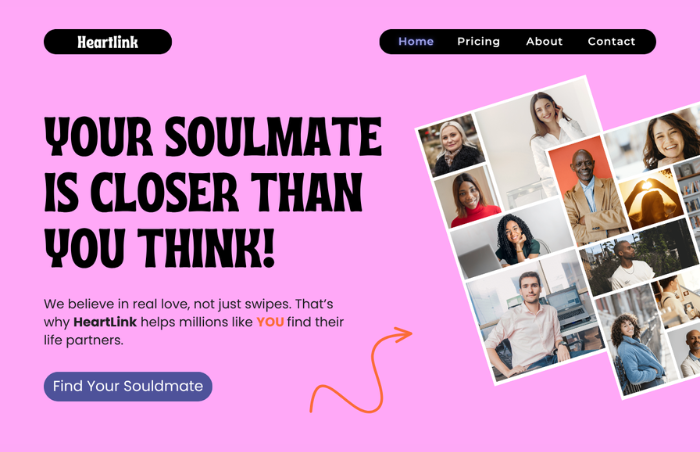 Heartlink
Home Pricing About Contact
YOUR SOULMATE
IS CLOSER THAN
YOU THINK!
We believe in real love, not just swipes. That's
why HeartLink helps millions like YOU find their
life partners.
Find Your Souldmate